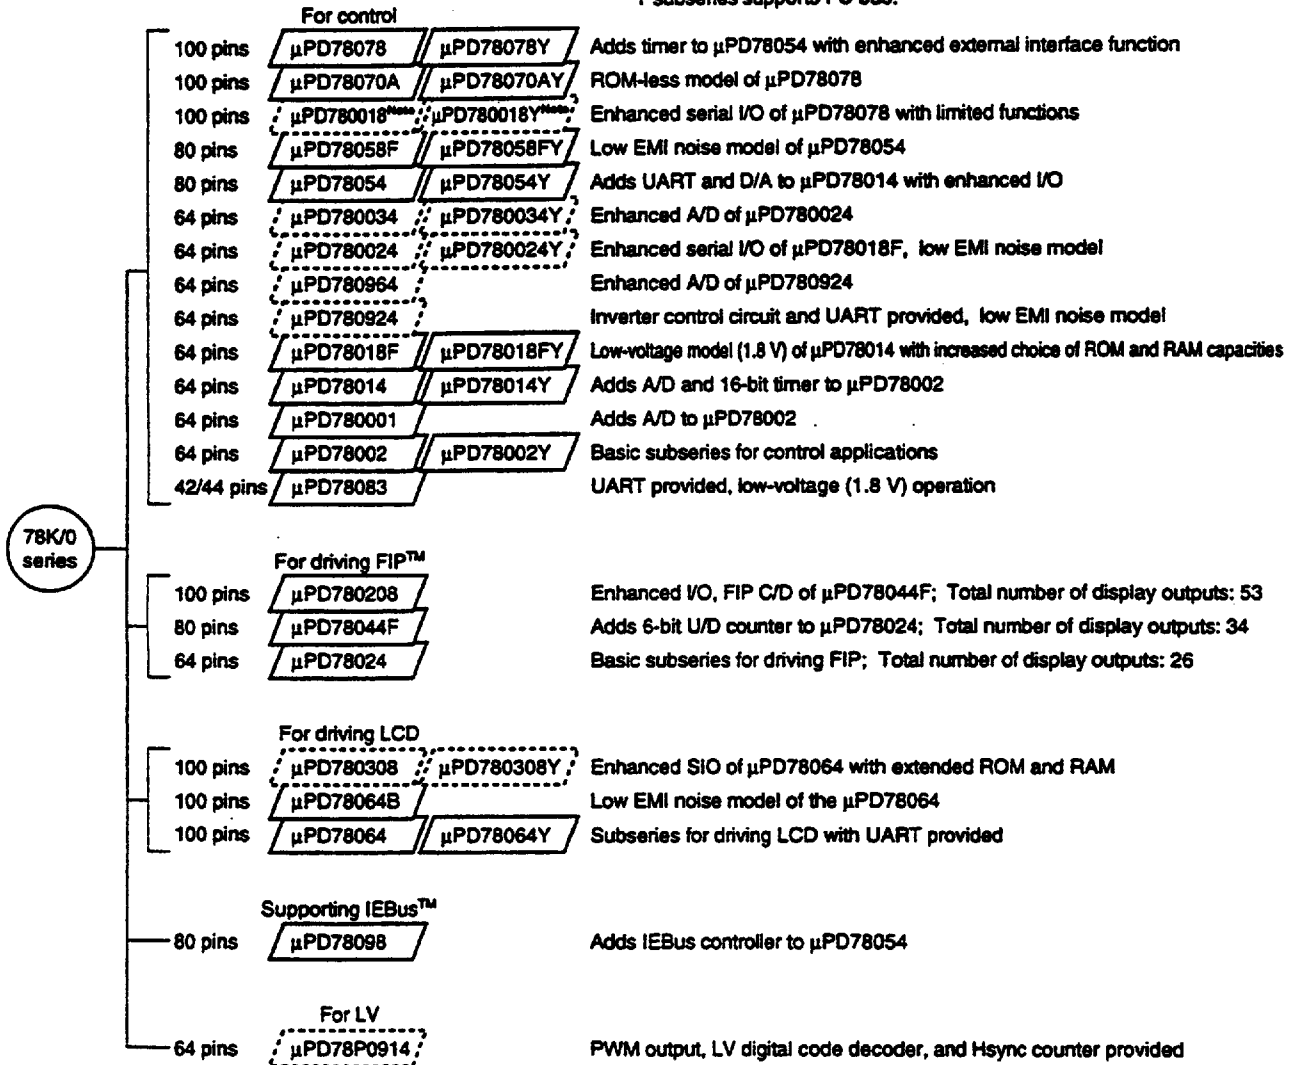 Y subseries supports I²C bus.
For control
100 pins µPD78078 µPD78078Y Adds timer to µPD78054 with enhanced external interface function
100 pins µPD78070A µPD78070AY ROM-less model of µPD78078
100 pins µPD780018Note µPD780018YNote Enhanced serial I/O of µPD78078 with limited functions
80 pins µPD78058F µPD78058FY Low EMI noise model of µPD78054
80 pins µPD78054 µPD78054Y Adds UART and D/A to µPD78014 with enhanced I/O
64 pins µPD780034 µPD780034Y Enhanced A/D of µPD780024
64 pins µPD780024 µPD780024Y Enhanced serial I/O of µPD78018F, low EMI noise model
64 pins µPD780964 Enhanced A/D of µPD780924
64 pins µPD780924 Inverter control circuit and UART provided, low EMI noise model
64 pins µPD78018F µPD78018FY Low-voltage model (1.8 V) of µPD78014 with increased choice of ROM and RAM capacities
64 pins µPD78014 µPD78014Y Adds A/D and 16-bit timer to µPD78002
64 pins µPD780001 Adds A/D to µPD78002
64 pins µPD78002 µPD78002Y Basic subseries for control applications
42/44 pins µPD78083 UART provided, low-voltage (1.8 V) operation
78K/0
series
For driving FIP™
100 pins µPD780208 Enhanced I/O, FIP C/D of µPD78044F; Total number of display outputs: 53
80 pins µPD78044F Adds 6-bit U/D counter to µPD78024; Total number of display outputs: 34
64 pins µPD78024 Basic subseries for driving FIP; Total number of display outputs: 26
For driving LCD
100 pins µPD780308 µPD780308Y Enhanced SIO of µPD78064 with extended ROM and RAM
100 pins µPD78064B Low EMI noise model of the µPD78064
100 pins µPD78064 µPD78064Y Subseries for driving LCD with UART provided
Supporting IEBus™
80 pins µPD78098 Adds IEBus controller to µPD78054
For LV
64 pins µPD78P0914 PWM output, LV digital code decoder, and Hsync counter provided